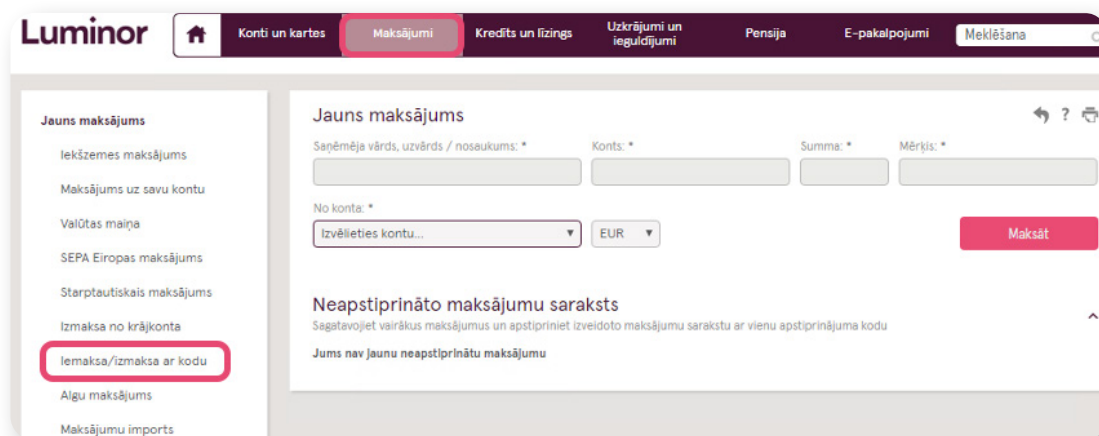 Luminor
Konti un kartes
Maksājumi
Kredīts un līzings
Uzkrājumi un
ieguldījumi
Pensija
E-pakalpojumi
Meklēšana
Jauns maksājums
Iekšzemes maksājums
Maksājums uz savu kontu
Valūtas maiņa
SEPA Eiropas maksājums
Starptautiskais maksājums
Izmaksa no krājkonta
Iemaksa/izmaksa ar kodu
Algu maksājums
Maksājumu imports
Jauns maksājums
?
Saņēmēja vārds, uzvārds / nosaukums: *
Konts: *
Summa: *
Mērķis: *
No konta: *
Izvēlieties kontu...
EUR
Maksāt
Neapstiprināto maksājumu saraksts
Sagatavojiet vairākus maksājumus un apstipriniet izveidoto maksājumu sarakstu ar vienu apstiprinājuma kodu
Jums nav jaunu neapstiprinātu maksājumu